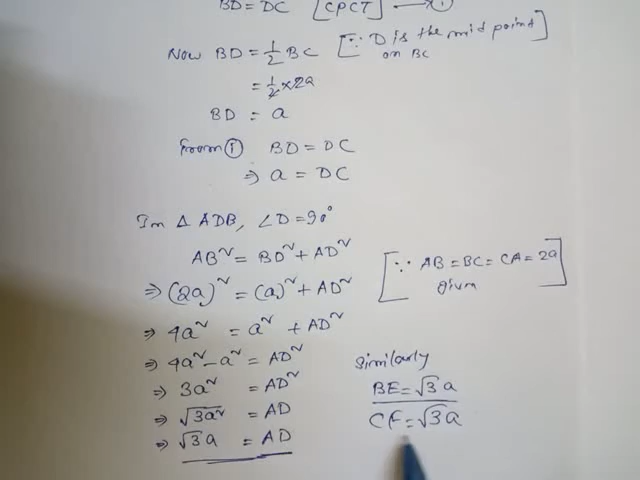 BD = DC [CPCT] → ①
Now BD = 1/2 BC [∵ D is the mid point on BC
= 1/2 × 2a
BD = a
From ① BD = DC
⇒ a = DC
In △ ADB, ∠D = 90°
AB² = BD² + AD²
⇒ (2a)² = (a)² + AD² [∵ AB = BC = CA = 2a given]
⇒ 4a² = a² + AD²
⇒ 4a² - a² = AD²
⇒ 3a² = AD²
⇒ √3a² = AD
⇒ √3 a = AD
Similarly
BE = √3 a
CF = √3 a